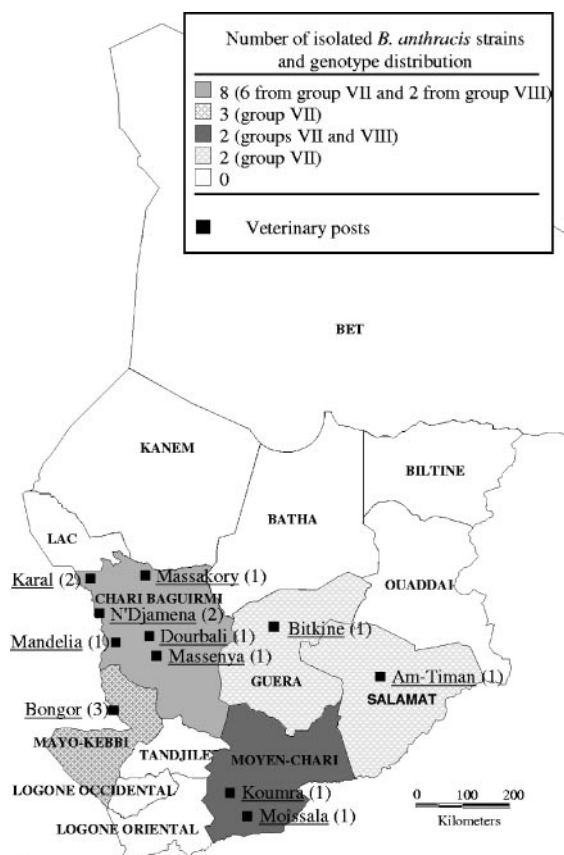 Number of isolated B. anthracis strains
and genotype distribution
8 (6 from group VII and 2 from group VIII)
3 (group VII)
2 (groups VII and VIII)
2 (group VII)
0
Veterinary posts
BET
KANEM
BILTINE
BATHA
LAC
OUADDAI
Karal (2)
Massakory (1)
CHARI BAGUIRMI
N'Djamena (2)
Mandelia (1)
Dourbali (1)
Massenya (1)
Bitkine (1)
GUERA
Am-Timan (1)
SALAMAT
Bongor (3)
MAYO-KEBBI
TANDJILE
MOYEN-CHARI
LOGONE OCCIDENTAL
Koumra (1)
Moissala (1)
LOGONE ORIENTAL
0 100 200
Kilometers